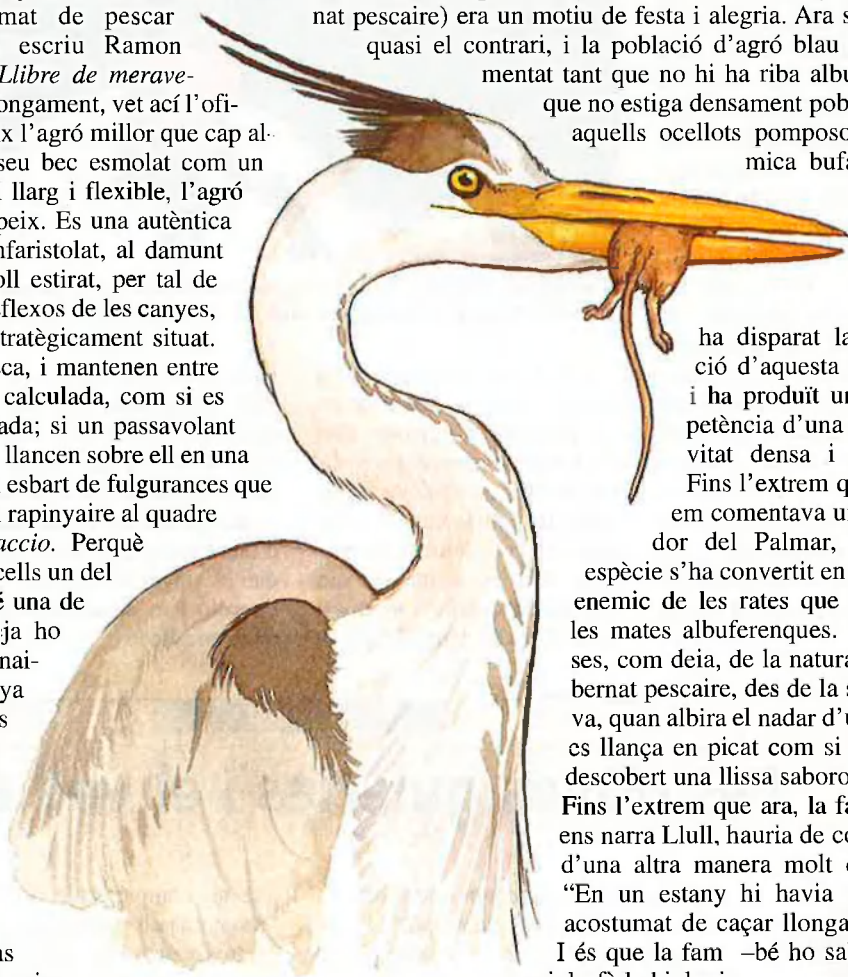 mat de pescar
escriu Ramon
Llibre de merave-
ongament, vet ací l'ofi-
x l'agró millor que cap al-
seu bec esmolat com un
llarg i flexible, l'agró
peix. Es una autèntica
nfaristolat, al damunt
oll estirat, per tal de
flexos de les canyes,
tratègicament situat.
ca, i mantenen entre
calculada, com si es
ada; si un passavolant
llancen sobre ell en una
esbart de fulgurances que
rapinyaire al quadre
accio. Perquè
cells un del
é una de
ja ho
nai-
ya
s
ns
nat pescaire) era un motiu de festa i alegria. Ara s
quasi el contrari, i la població d'agró blau
mentat tant que no hi ha riba albu
que no estiga densament pob
aquells ocellots pomposo
mica bufa
ha disparat la
ció d'aquesta
i ha produït un
petència d'una
vitat densa i
Fins l'extrem q
em comentava u
dor del Palmar,
espècie s'ha convertit en
enemic de les rates que
les mates albuferenques.
ses, com deia, de la natura
bernat pescaire, des de la s
va, quan albira el nadar d'u
es llança en picat com si
descobert una llissa saboro
Fins l'extrem que ara, la fa
ens narra Llull, hauria de co
d'una altra manera molt
"En un estany hi havia
acostumat de caçar llonga
I és que la fam –bé ho sa